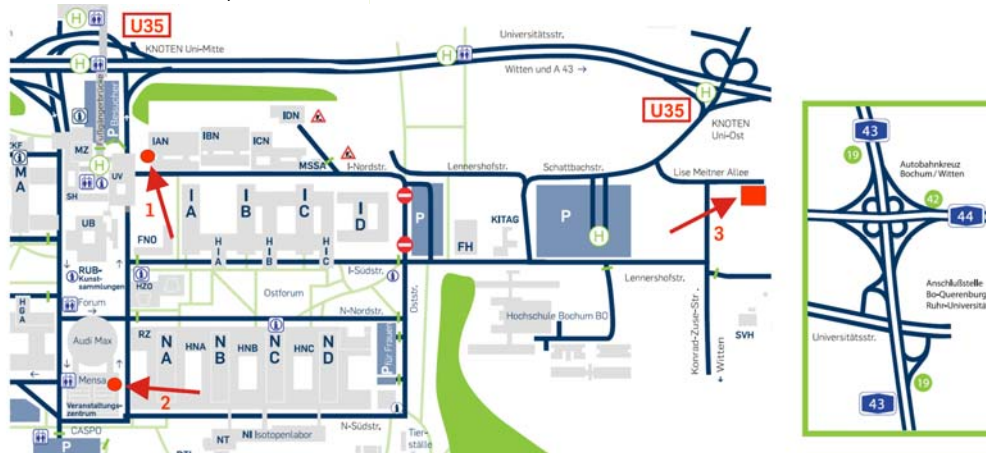 U35
KNOTEN Uni-Mitte
Universitätsstr.
Witten und A 43 →
H
H
H
H
Fußgängerbrücke
P Besucher
U35
KNOTEN
Uni-Ost
IDN
IAN
IBN
ICN
MZ
KF
M
A
H
UV
SH
MSSA
I-Nordstr.
Lennershofstr.
Schattbachstr.
Lise Meitner Allee
1
I
A
I
B
I
C
I
D
P
FH
KITAG
P
H
3
UB
FNO
H
I
A
H
I
B
H
I
C
RUB-
Kunst-
sammlungen
HZO
I-Südstr.
Lennershofstr.
Ostforum
Forum
N-Nordstr.
Oststr.
H
G
A
Hochschule Bochum BO
Konrad-Zuse-Str.
← Witten
SVH
Audi Max
RZ
N
A
HNA
N
B
HNB
N
C
HNC
N
D
P für Frauen
Mensa
2
Veranstaltungs-
zentrum
CASPO
P
NT
NI Isotopenlabor
N-Südstr.
Tier-
ställe
43
19
Autobahnkreuz
Bochum/Witten
42
44
Anschlußstelle
Bo-Querenburg
Universitätsstr.
19
43